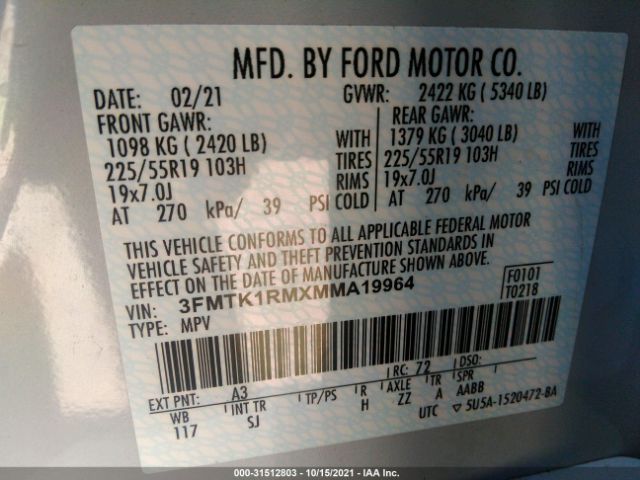 MFD. BY FORD MOTOR CO.
DATE: 02/21 GVWR: 2422 KG ( 5340 LB)
FRONT GAWR: REAR GAWR:
1098 KG ( 2420 LB) WITH 1379 KG ( 3040 LB) WITH
225/55R19 103H TIRES 225/55R19 103H TIRES
19x7.0J RIMS 19x7.0J RIMS
AT 270 kPa/ 39 PSI COLD AT 270 kPa/ 39 PSI COLD
THIS VEHICLE CONFORMS TO ALL APPLICABLE FEDERAL MOTOR
VEHICLE SAFETY AND THEFT PREVENTION STANDARDS IN
EFFECT ON THE DATE OF MANUFACTURE SHOWN ABOVE.
VIN: 3FMTK1RMXMMA19964 F0101
TYPE: MPV T0218
EXT PNT: A3 RC: 72 DSO:
WB INT TR TP/PS R AXLE TR SPR
117 SJ H ZZ A AABB
UTC ▽ 5U5A-1520472-BA
000-31512803 - 10/15/2021 - IAA Inc.